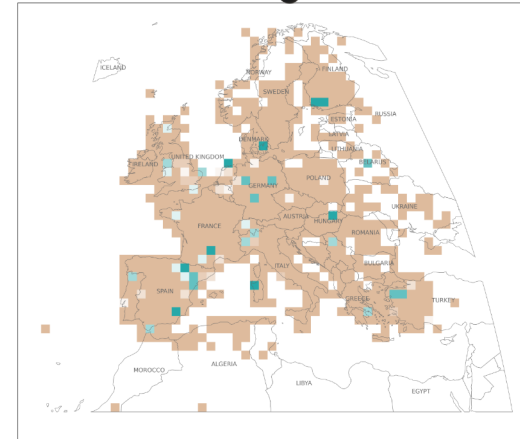 ICELAND
NORWAY
FINLAND
SWEDEN
RUSSIA
ESTONIA
LATVIA
DENMARK
LITHUANIA
UNITED KINGDOM
IRELAND
BELARUS
POLAND
GERMANY
UKRAINE
AUSTRIA
HUNGARY
FRANCE
ROMANIA
ITALY
BULGARIA
SPAIN
GREECE
TURKEY
ALGERIA
MOROCCO
LIBYA
EGYPT